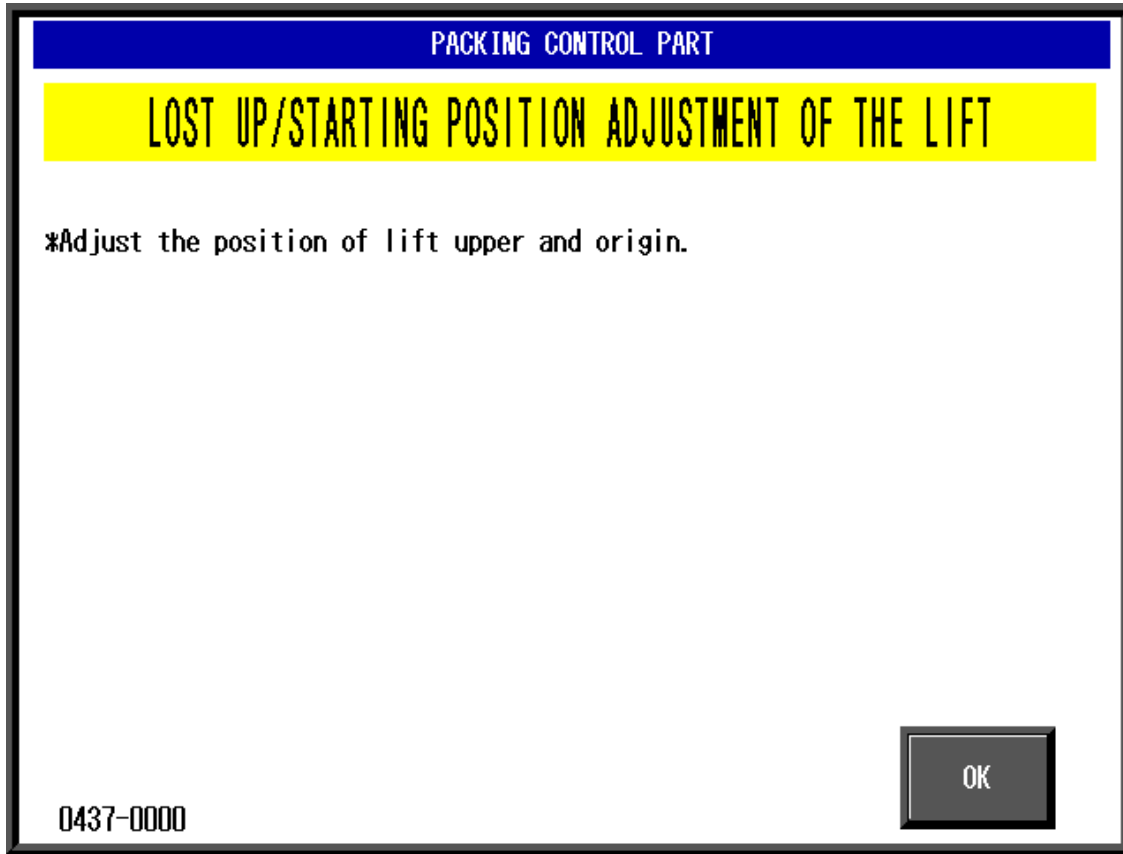 PACKING CONTROL PART
LOST UP/STARTING POSITION ADJUSTMENT OF THE LIFT
*Adjust the position of lift upper and origin.
OK
0437-0000